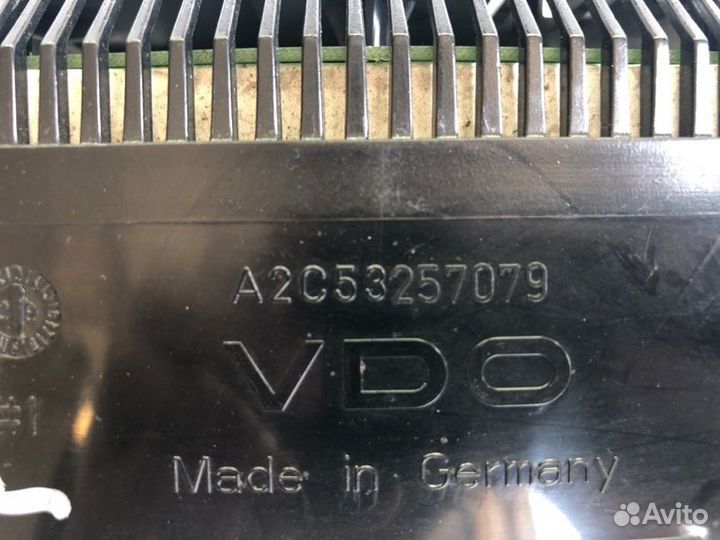 A2C53257079
VDO
#1
Made in Germany
Avito